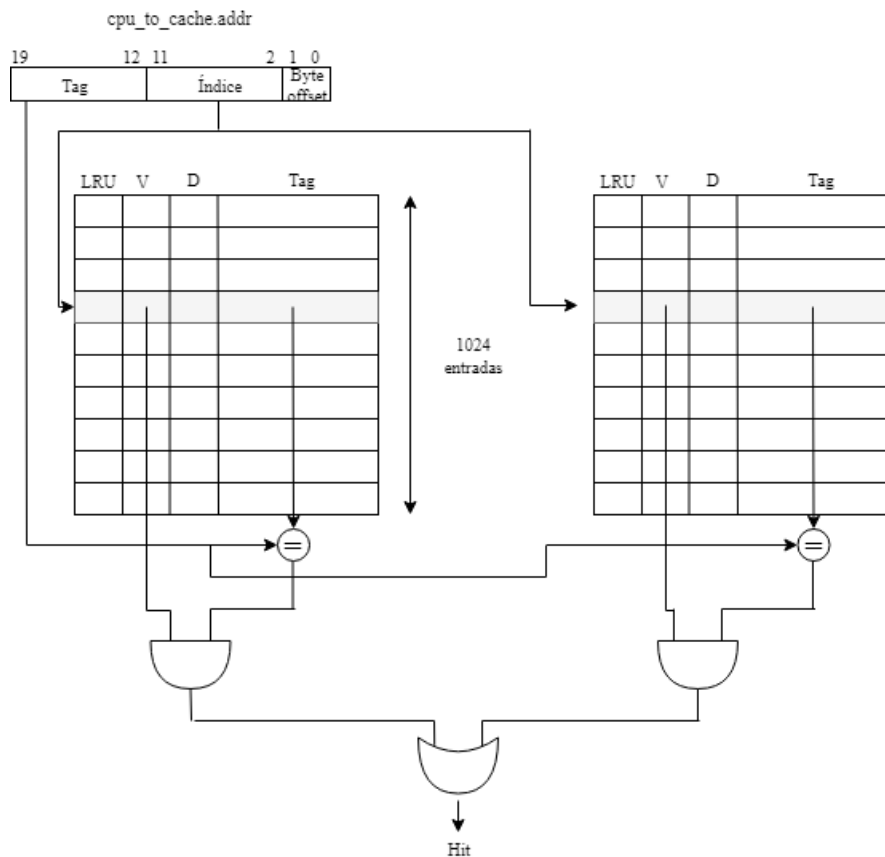 cpu_to_cache.addr
19 12 11 2 1 0
Tag Índice Byte
offset
LRU V D Tag
LRU V D Tag
1024
entradas
=
=
Hit